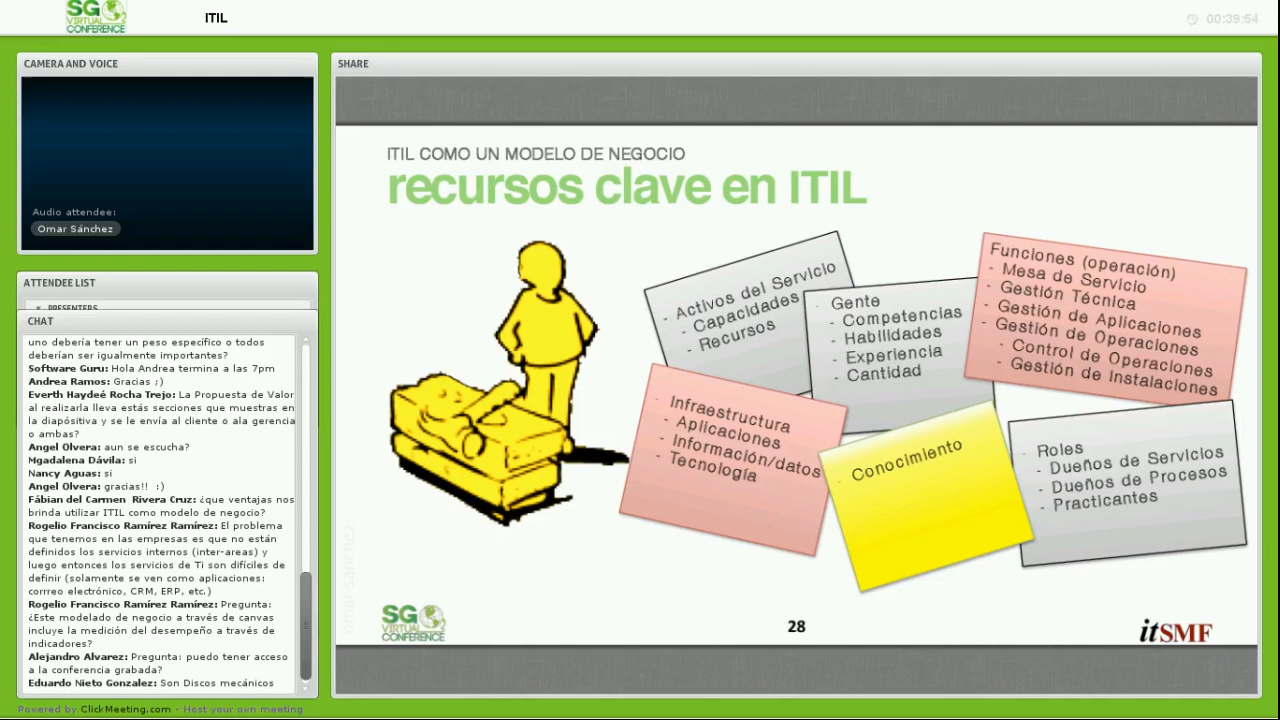 SG
VIRTUAL
CONFERENCE
ITIL
00:39:54
CAMERA AND VOICE
Audio attendee:
Omar Sánchez
ATTENDEE LIST
PRESENTERS
CHAT
uno debería tener un peso específico o todos
deberían ser igualmente importantes?
Software Guru: Hola Andrea termina a las 7pm
Andrea Ramos: Gracias ;)
Everth Haydeé Rocha Trejo: La Propuesta de Valor
al realizarla lleva estás secciones que muestras en
la diapósitiva y se le envía al cliente o ala gerencia
o ambas?
Angel Olvera: aun se escucha?
Mgadalena Dávila: si
Nancy Aguas: si
Angel Olvera: gracias!! :)
Fábian del Carmen Rivera Cruz: ¿que ventajas nos
brinda utilizar ITIL como modelo de negocio?
Rogelio Francisco Ramírez Ramírez: El problema
que tenemos en las empresas es que no están
definidos los servicios internos (inter-areas) y
luego entonces los servicios de Ti son difíciles de
definir (solamente se ven como aplicaciones:
corrreo electrónico, CRM, ERP, etc.)
Rogelio Francisco Ramírez Ramírez: Pregunta:
¿Este modelado de negocio a través de canvas
incluye la medición del desempeño a través de
indicadores?
Alejandro Alvarez: Pregunta: puedo tener acceso
a la conferencia grabada?
Eduardo Nieto Gonzalez: Son Discos mecánicos
SHARE
ITIL COMO UN MODELO DE NEGOCIO
recursos clave en ITIL
- Activos del Servicio
- Capacidades
- Recursos
- Gente
- Competencias
- Habilidades
- Experiencia
- Cantidad
Funciones (operación)
- Mesa de Servicio
- Gestión Técnica
- Gestión de Aplicaciones
- Gestión de Operaciones
- Control de Operaciones
- Gestión de Instalaciones
- Infraestructura
- Aplicaciones
- Información/datos
- Tecnología
- Conocimiento
- Roles
- Dueños de Servicios
- Dueños de Procesos
- Practicantes
omar sánchez
SG
VIRTUAL
CONFERENCE
28
itSMF
Powered by ClickMeeting.com - Host your own meeting